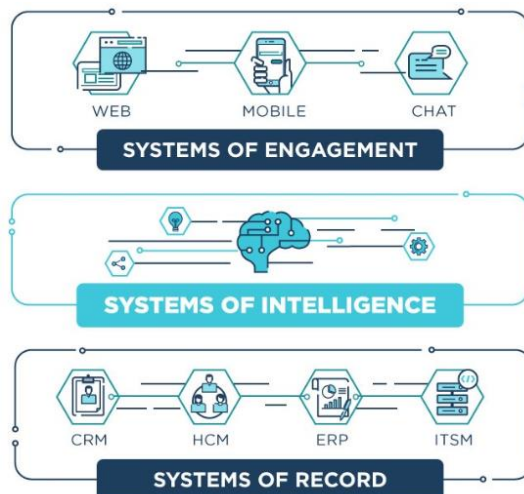 WEB MOBILE CHAT
SYSTEMS OF ENGAGEMENT
SYSTEMS OF INTELLIGENCE
CRM HCM ERP ITSM
SYSTEMS OF RECORD